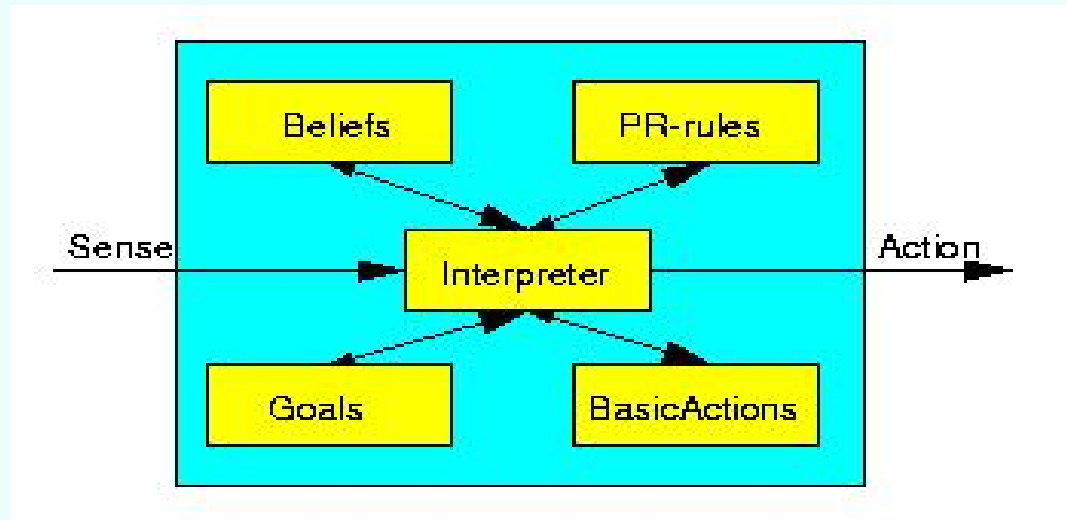 Beliefs
PR-rules
Sense
Interpreter
Action
Goals
BasicActions